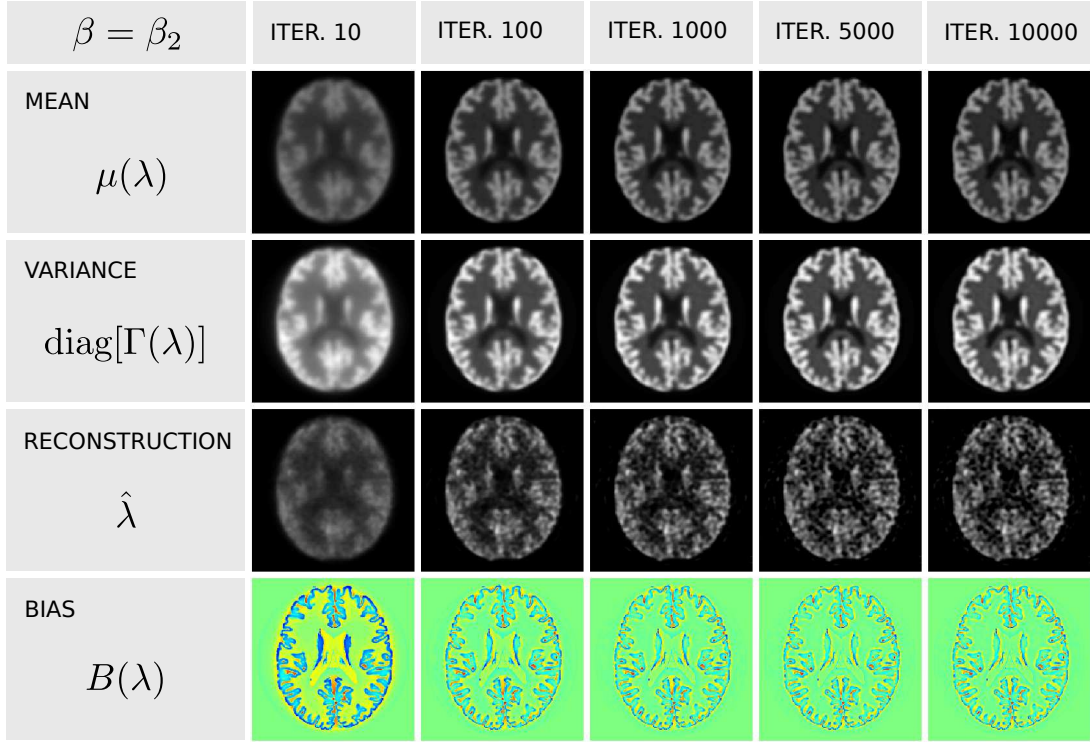 β = β₂
ITER. 10
ITER. 100
ITER. 1000
ITER. 5000
ITER. 10000
MEAN
μ(λ)
VARIANCE
diag[Γ(λ)]
RECONSTRUCTION
λ̂
BIAS
B(λ)